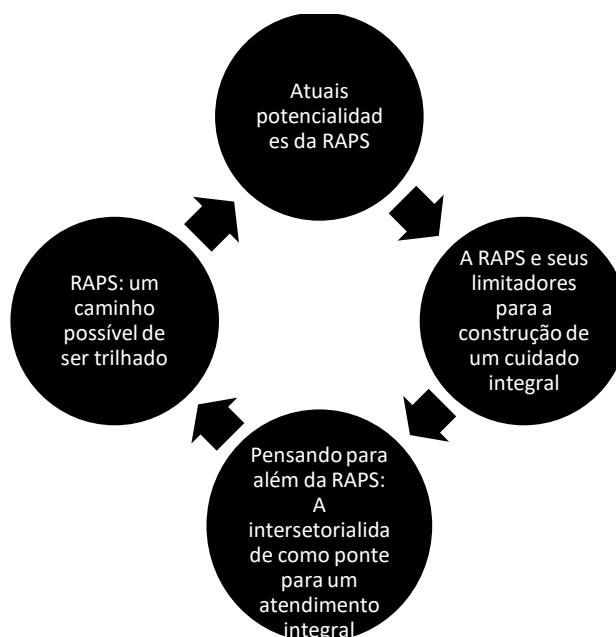 Atuais
potencialidad
es da RAPS
A RAPS e seus
limitadores
para a
construção de
um cuidado
integral
Pensando para
além da RAPS:
A
intersetorialida
de como ponte
para um
atendimento
integral
RAPS: um
caminho
possível de
ser trilhado